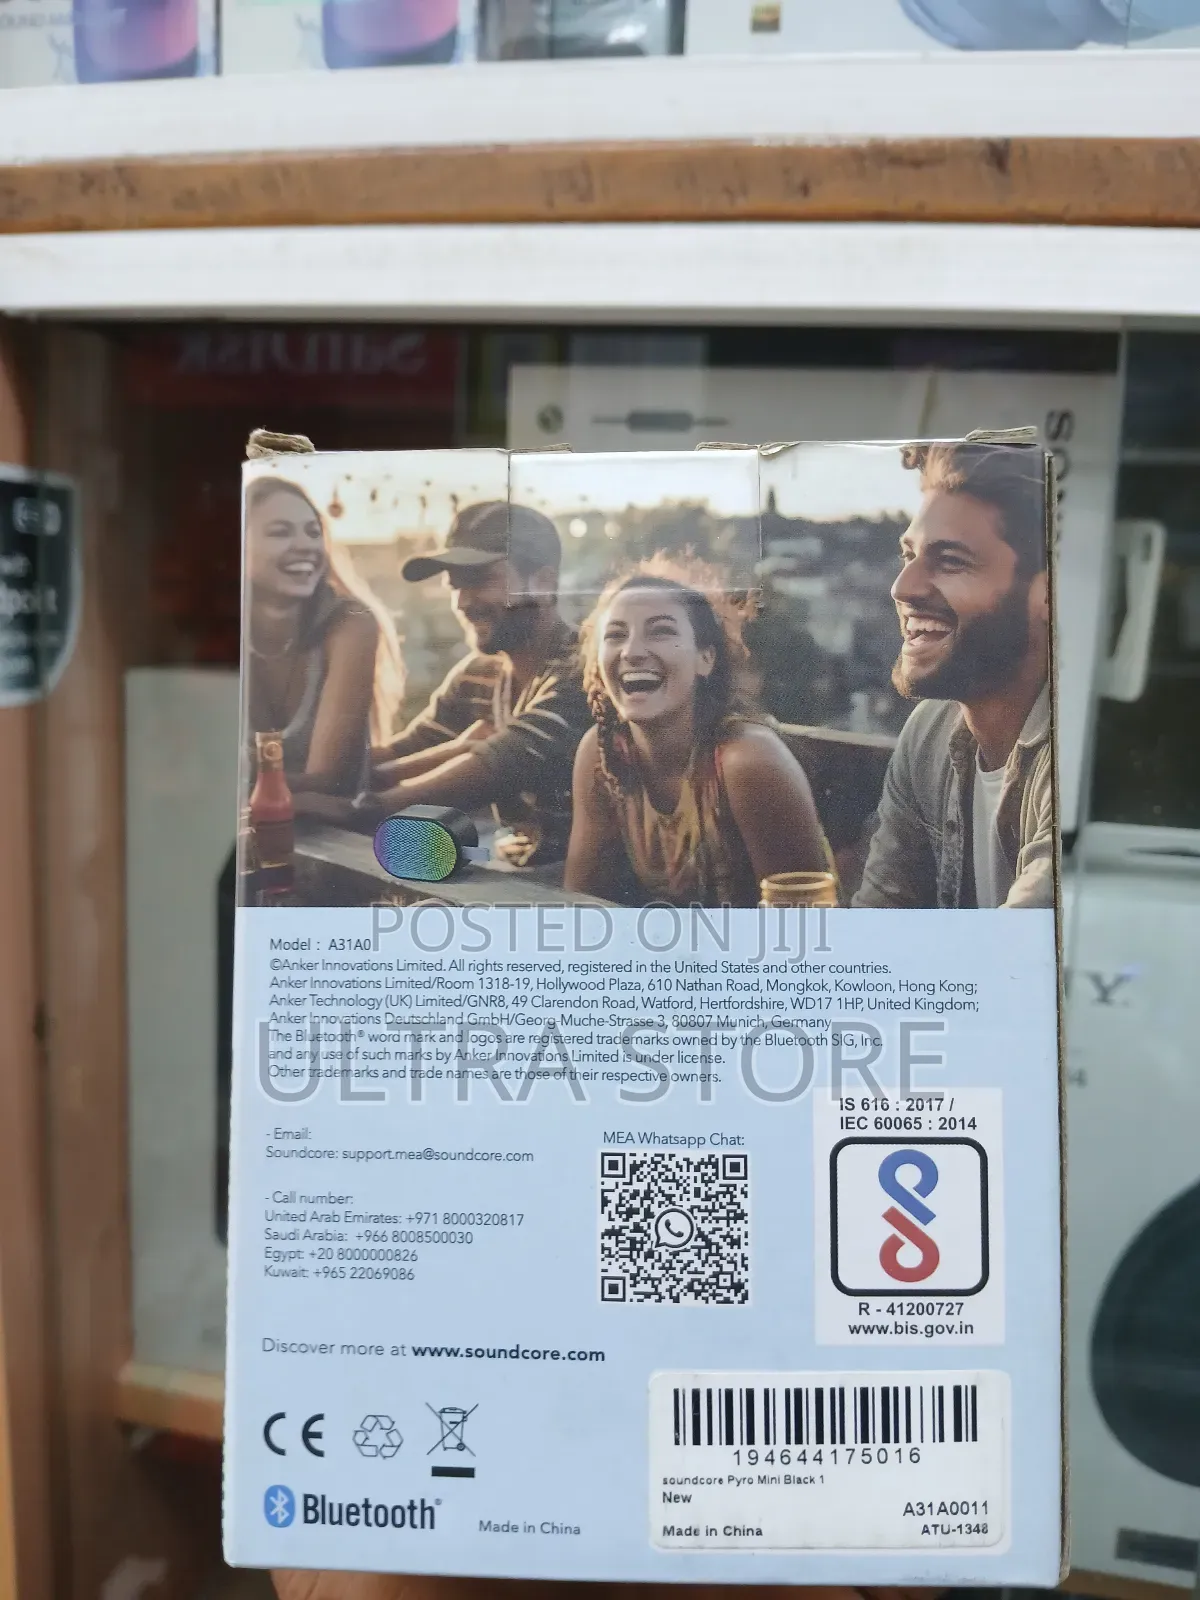 SanDisk
Model : A31A0
©Anker Innovations Limited. All rights reserved, registered in the United States and other countries.
Anker Innovations Limited/Room 1318-19, Hollywood Plaza, 610 Nathan Road, Mongkok, Kowloon, Hong Kong;
Anker Technology (UK) Limited/GNR8, 49 Clarendon Road, Watford, Hertfordshire, WD17 1HP, United Kingdom;
Anker Innovations Deutschland GmbH/Georg-Muche-Strasse 3, 80807 Munich, Germany
The Bluetooth® word mark and logos are registered trademarks owned by the Bluetooth SIG, Inc.
and any use of such marks by Anker Innovations Limited is under license.
Other trademarks and trade names are those of their respective owners.
POSTED ON JIJI
ULTRA STORE
- Email:
Soundcore: support.mea@soundcore.com
- Call number:
United Arab Emirates: +971 8000320817
Saudi Arabia: +966 8008500030
Egypt: +20 8000000826
Kuwait: +965 22069086
MEA Whatsapp Chat:
IS 616 : 2017 /
IEC 60065 : 2014
R - 41200727
www.bis.gov.in
Discover more at www.soundcore.com
CE
Bluetooth®
Made in China
194644175016
soundcore Pyro Mini Black 1
New
A31A0011
Made in China
ATU-1348